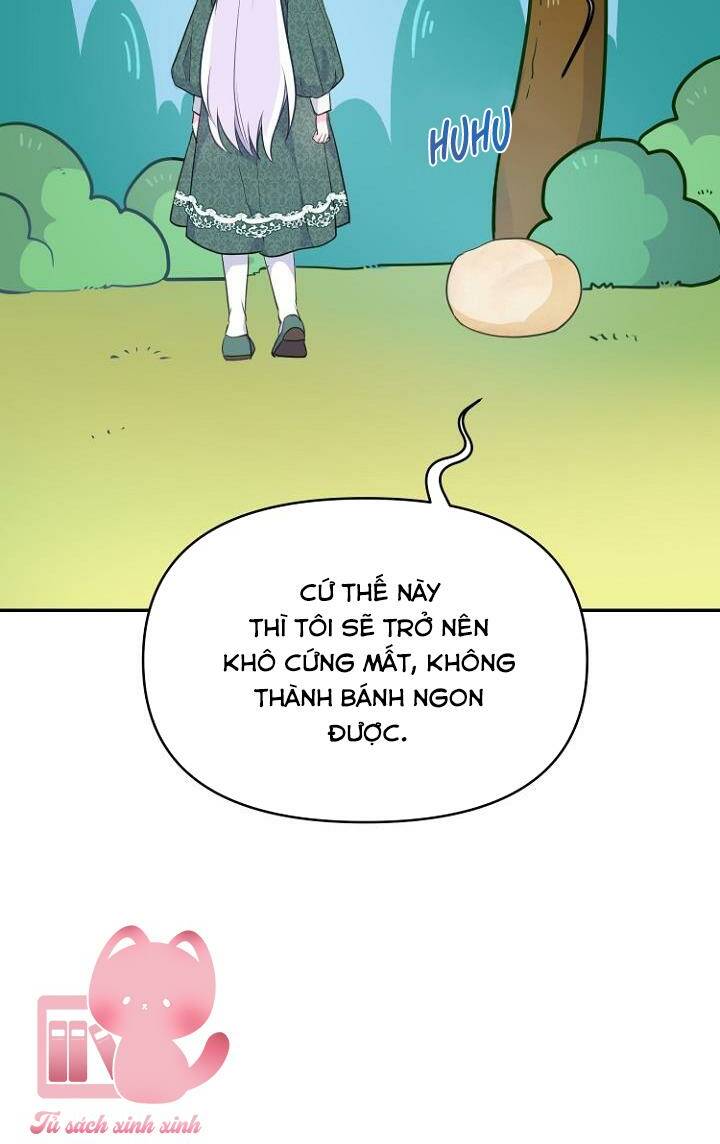 HUHU
CỨ THẾ NÀY
THÌ TÔI SẼ TRỞ NÊN
KHÔ CỨNG MẤT, KHÔNG
THÀNH BÁNH NGON
ĐƯỢC.
Tủ sách xinh xinh